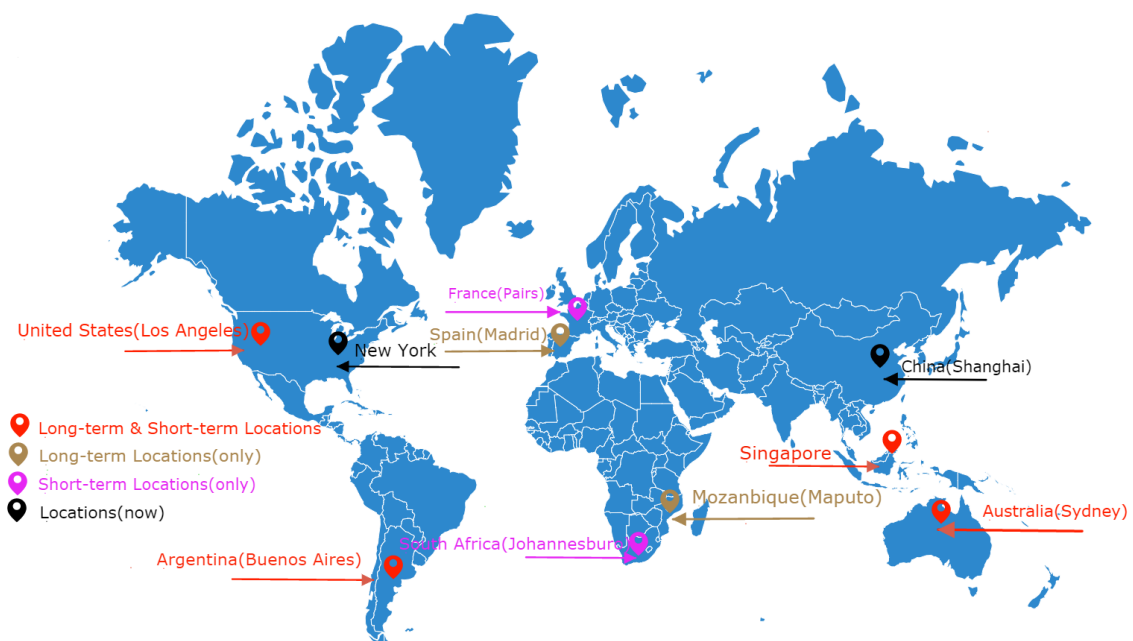 France(Pairs)
United States(Los Angeles)
Spain(Madrid)
New York
China(Shanghai)
Long-term & Short-term Locations
Long-term Locations(only)
Short-term Locations(only)
Locations(now)
Singapore
Mozanbique(Maputo)
Australia(Sydney)
South Africa(Johannesburg)
Argentina(Buenos Aires)